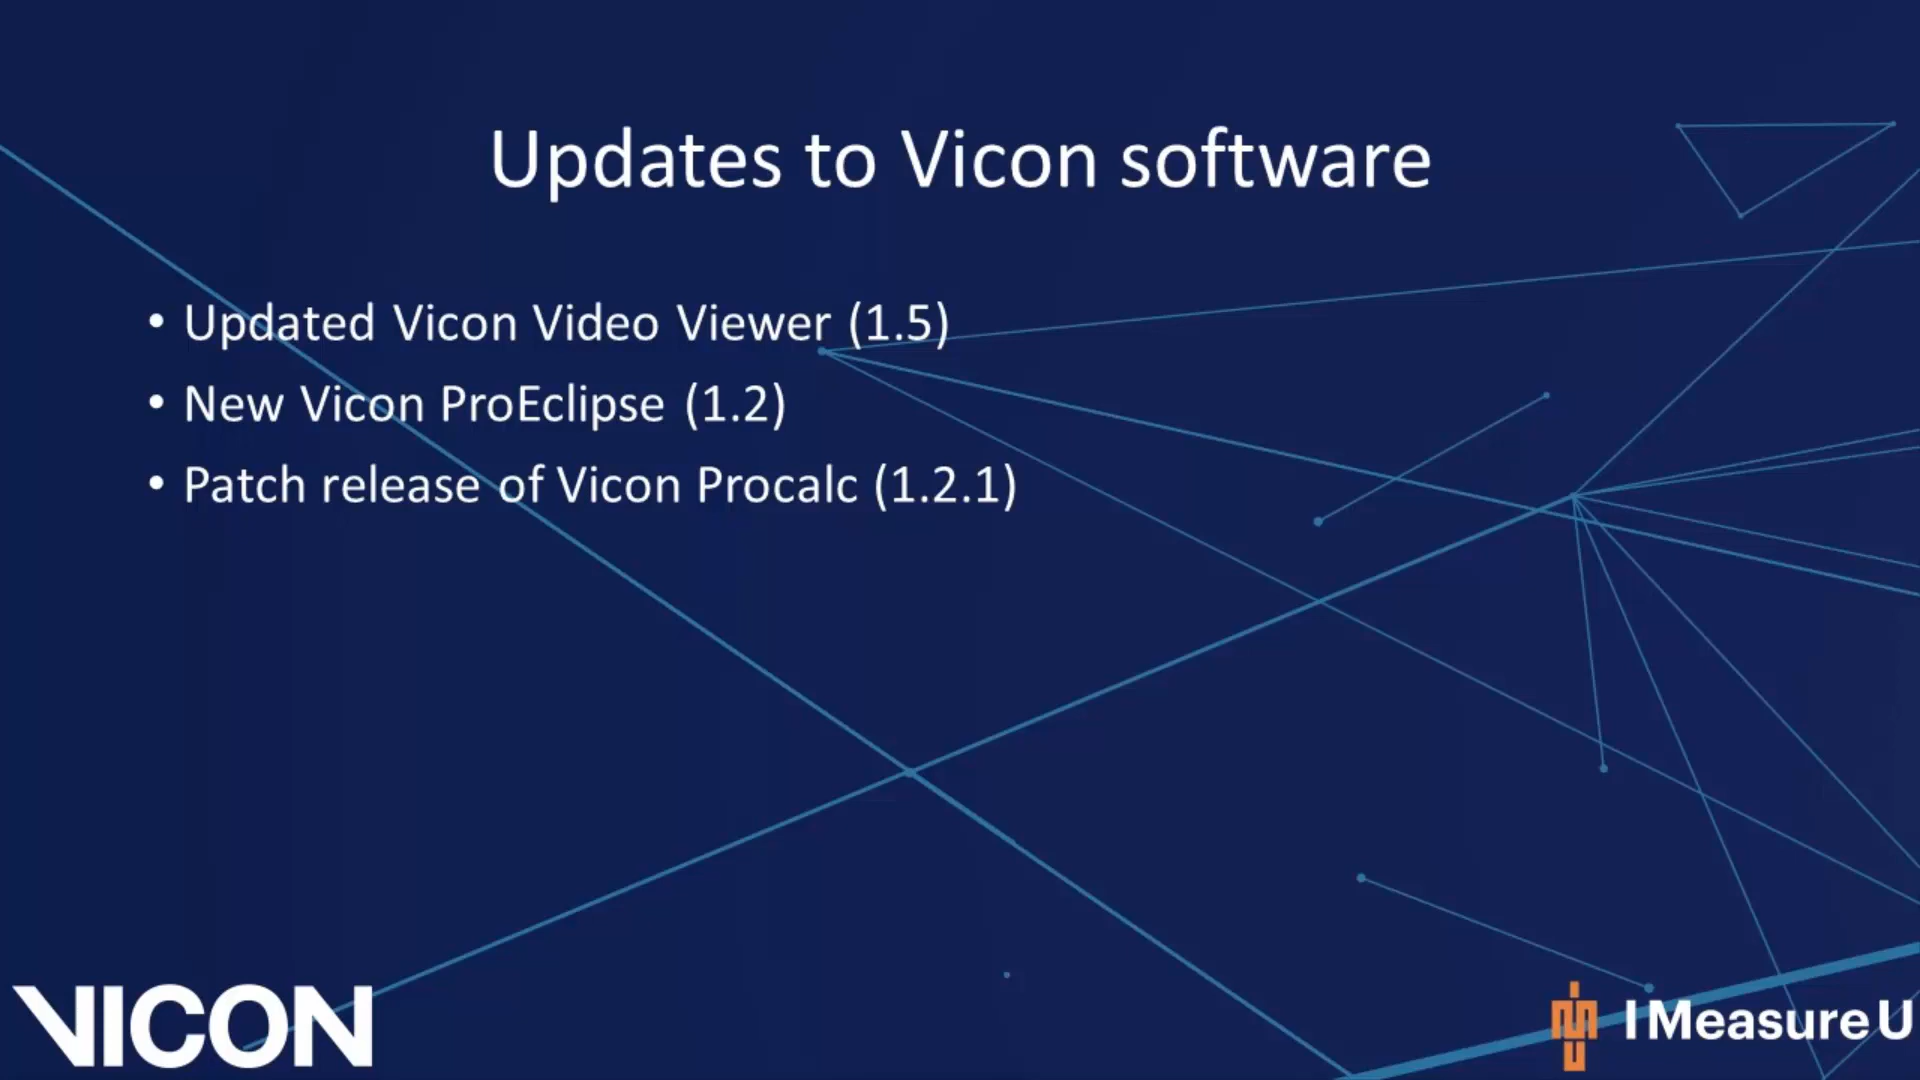 Updates to Vicon software
• Updated Vicon Video Viewer (1.5)
• New Vicon ProEclipse (1.2)
• Patch release of Vicon Procalc (1.2.1)
VICON
I Measure U